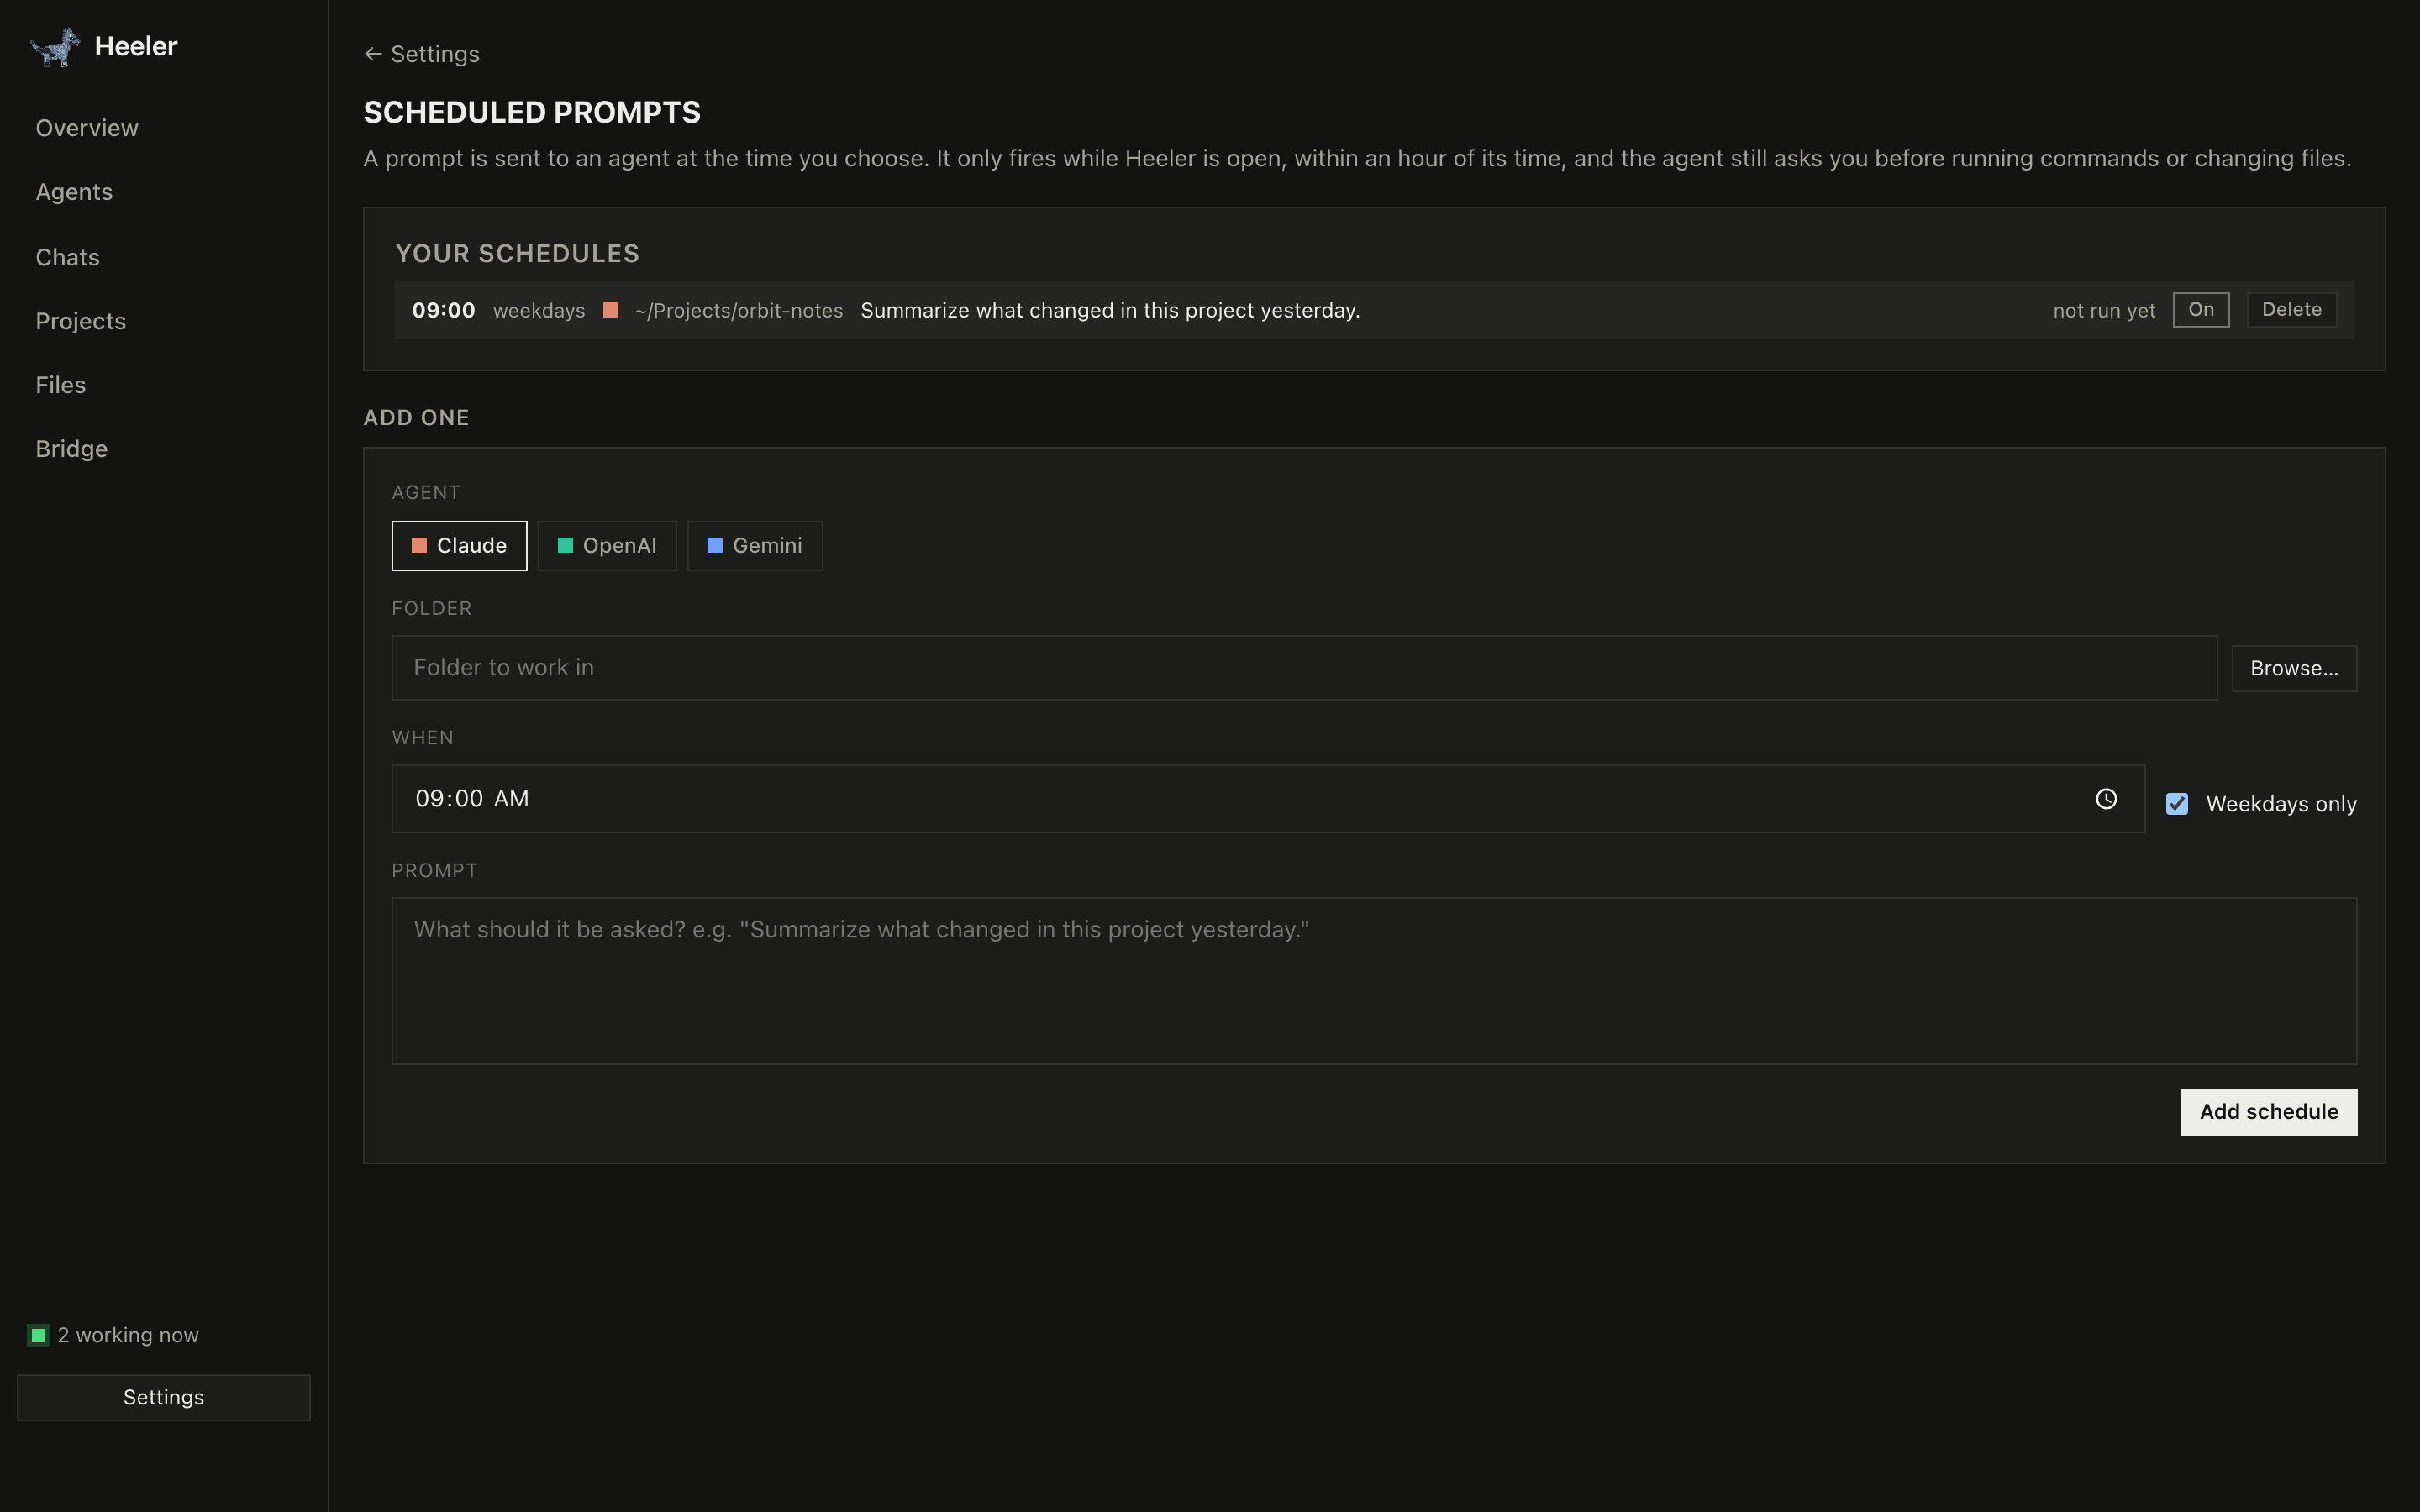 Heeler
Overview
Agents
Chats
Projects
Files
Bridge
2 working now
Settings
← Settings
SCHEDULED PROMPTS
A prompt is sent to an agent at the time you choose. It only fires while Heeler is open, within an hour of its time, and the agent still asks you before running commands or changing files.
YOUR SCHEDULES
09:00 weekdays ~/Projects/orbit-notes Summarize what changed in this project yesterday. not run yet On Delete
ADD ONE
AGENT
Claude OpenAI Gemini
FOLDER
Folder to work in Browse...
WHEN
09:00 AM Weekdays only
PROMPT
What should it be asked? e.g. "Summarize what changed in this project yesterday."
Add schedule